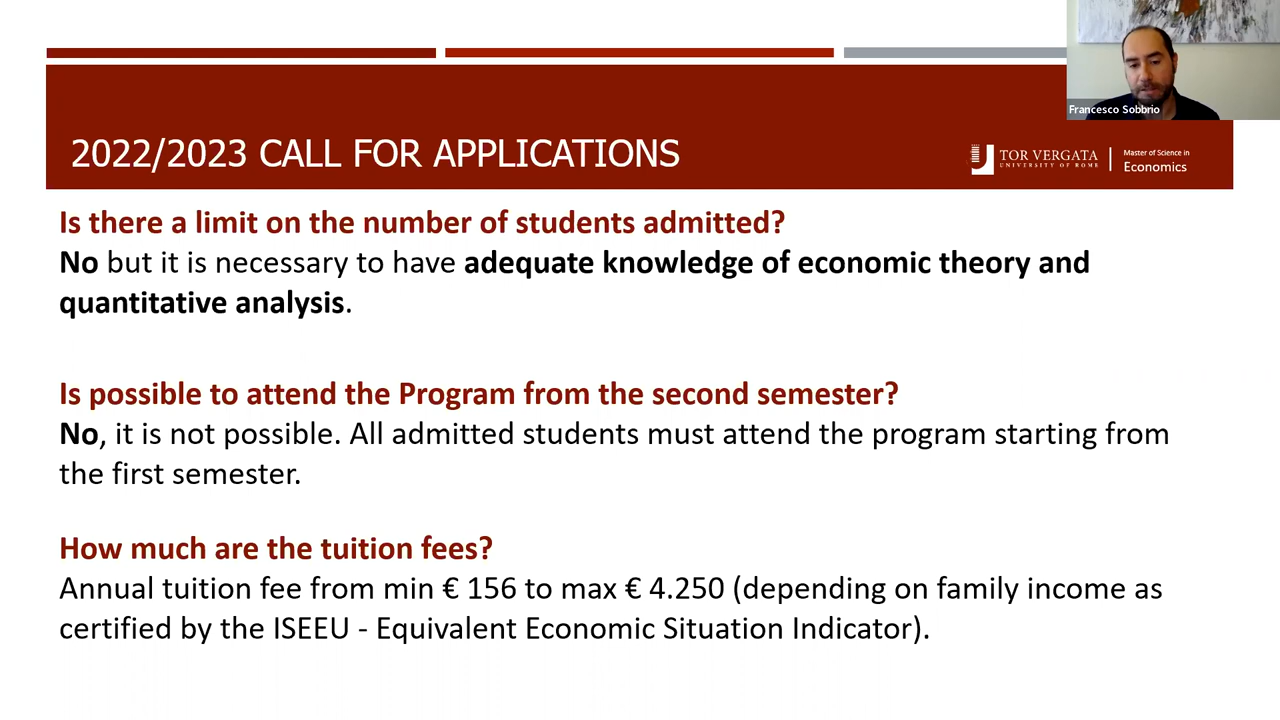 Francesco Sobbrio
2022/2023 CALL FOR APPLICATIONS
TOR VERGATA
UNIVERSITY OF ROME
Master of Science in
Economics
Is there a limit on the number of students admitted?
No but it is necessary to have adequate knowledge of economic theory and
quantitative analysis.
Is possible to attend the Program from the second semester?
No, it is not possible. All admitted students must attend the program starting from
the first semester.
How much are the tuition fees?
Annual tuition fee from min € 156 to max € 4.250 (depending on family income as
certified by the ISEEU - Equivalent Economic Situation Indicator).